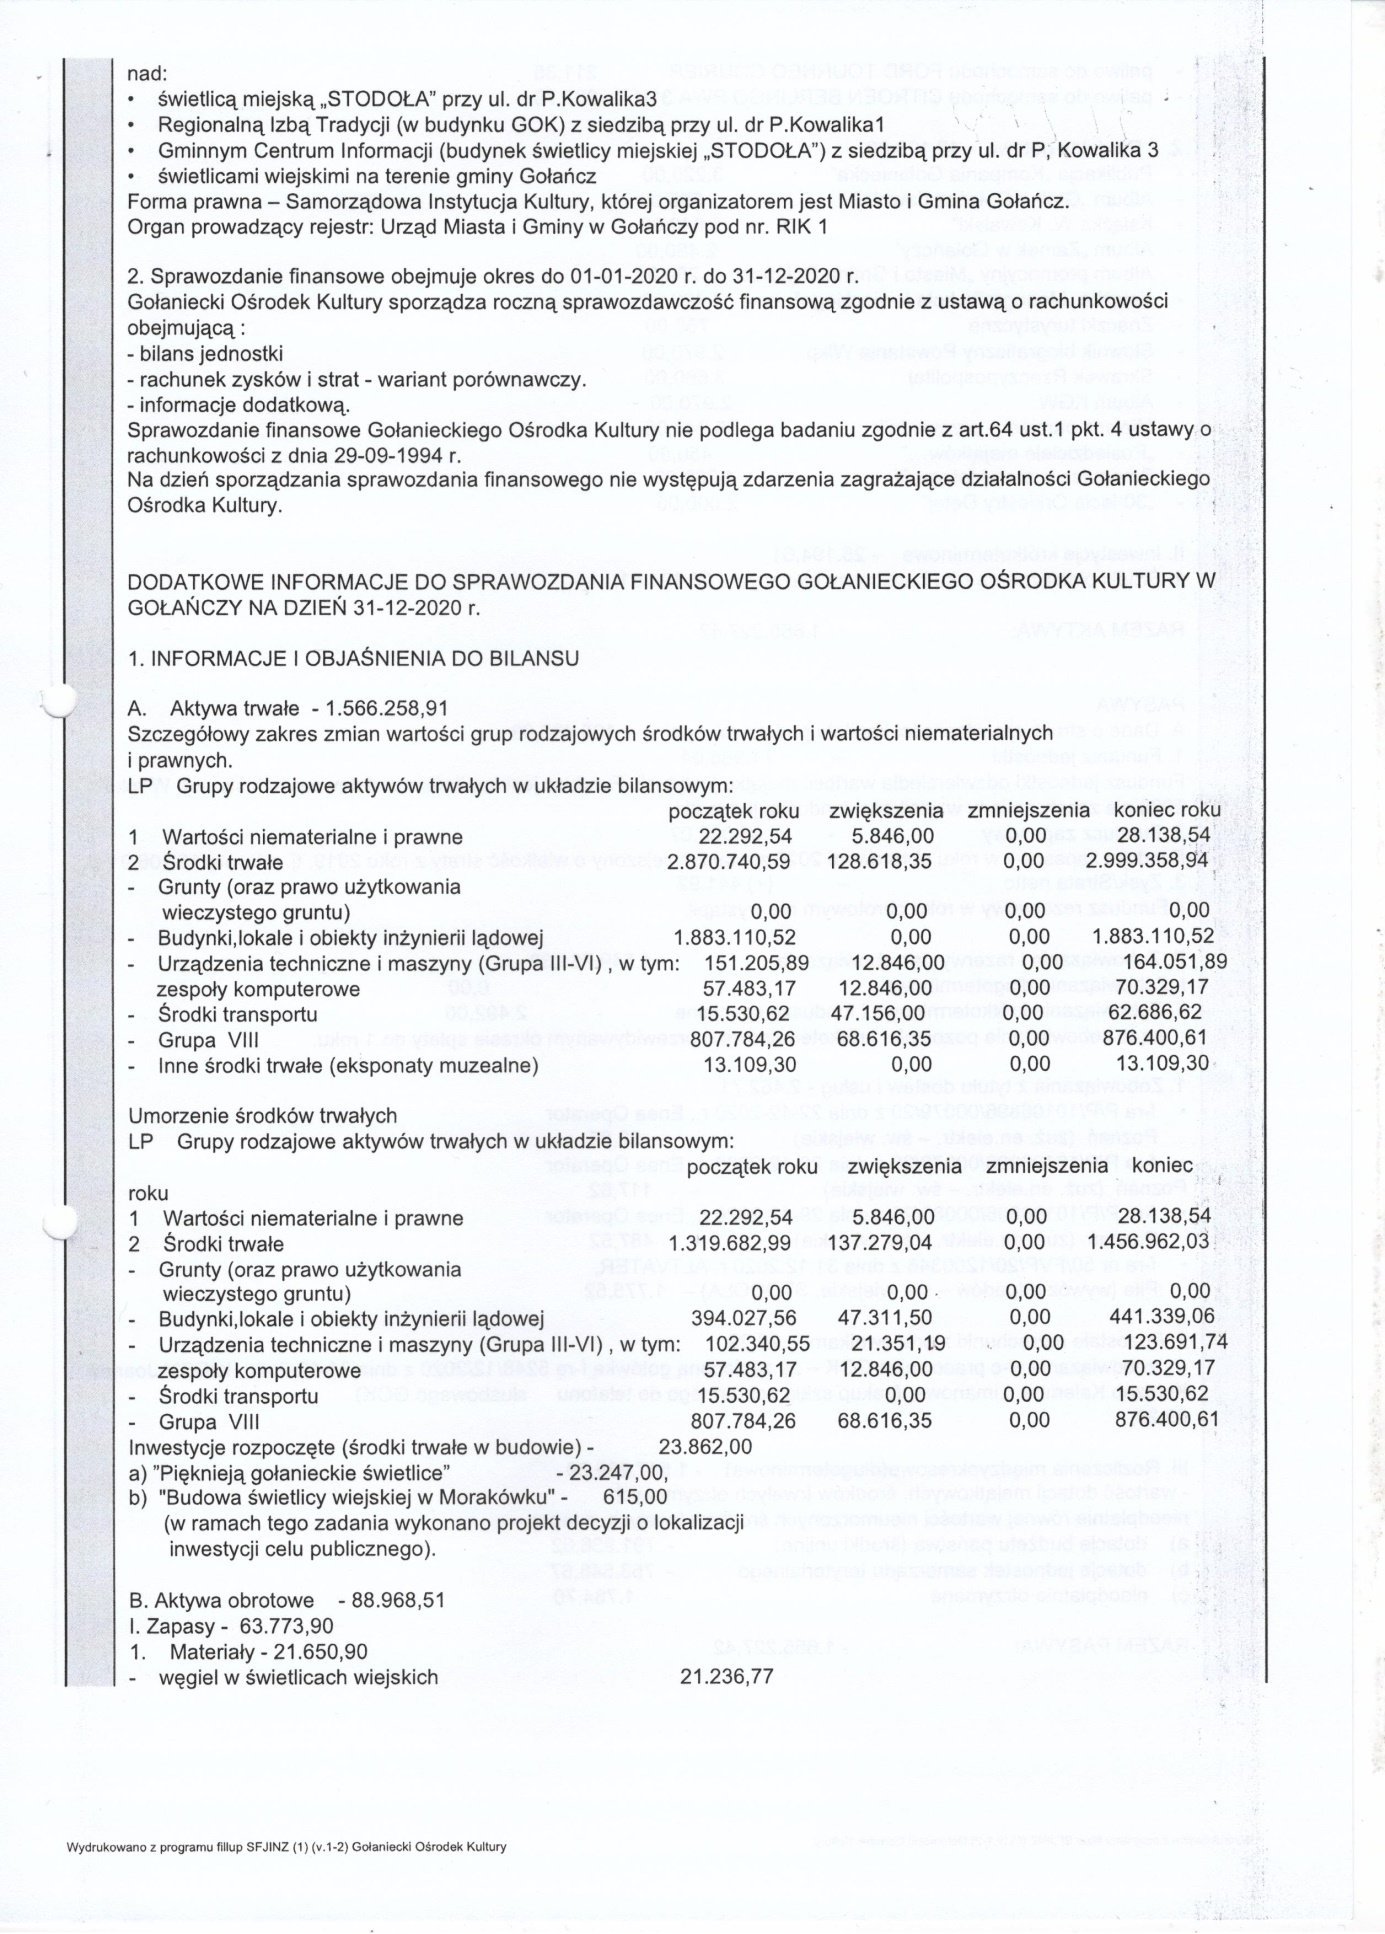 nad:
• świetlicą miejską „STODOŁA” przy ul. dr P.Kowalika3
• Regionalną Izbą Tradycji (w budynku GOK) z siedzibą przy ul. dr P.Kowalika1
• Gminnym Centrum Informacji (budynek świetlicy miejskiej „STODOŁA”) z siedzibą przy ul. dr P, Kowalika 3
• świetlicami wiejskimi na terenie gminy Gołańcz
Forma prawna – Samorządowa Instytucja Kultury, której organizatorem jest Miasto i Gmina Gołańcz.
Organ prowadzący rejestr: Urząd Miasta i Gminy w Gołańczy pod nr. RIK 1
2. Sprawozdanie finansowe obejmuje okres do 01-01-2020 r. do 31-12-2020 r.
Gołaniecki Ośrodek Kultury sporządza roczną sprawozdawczość finansową zgodnie z ustawą o rachunkowości
obejmującą :
- bilans jednostki
- rachunek zysków i strat - wariant porównawczy.
- informacje dodatkową.
Sprawozdanie finansowe Gołanieckiego Ośrodka Kultury nie podlega badaniu zgodnie z art.64 ust.1 pkt. 4 ustawy o
rachunkowości z dnia 29-09-1994 r.
Na dzień sporządzania sprawozdania finansowego nie występują zdarzenia zagrażające działalności Gołanieckiego
Ośrodka Kultury.
DODATKOWE INFORMACJE DO SPRAWOZDANIA FINANSOWEGO GOŁANIECKIEGO OŚRODKA KULTURY W
GOŁAŃCZY NA DZIEŃ 31-12-2020 r.
1. INFORMACJE I OBJAŚNIENIA DO BILANSU
A. Aktywa trwałe - 1.566.258,91
Szczegółowy zakres zmian wartości grup rodzajowych środków trwałych i wartości niematerialnych
i prawnych.
LP Grupy rodzajowe aktywów trwałych w układzie bilansowym:
początek roku zwiększenia zmniejszenia koniec roku
1 Wartości niematerialne i prawne 22.292,54 5.846,00 0,00 28.138,54
2 Środki trwałe 2.870.740,59 128.618,35 0,00 2.999.358,94
- Grunty (oraz prawo użytkowania
wieczystego gruntu) 0,00 0,00 0,00 0,00
- Budynki,lokale i obiekty inżynierii lądowej 1.883.110,52 0,00 0,00 1.883.110,52
- Urządzenia techniczne i maszyny (Grupa III-VI) , w tym: 151.205,89 12.846,00 0,00 164.051,89
zespoły komputerowe 57.483,17 12.846,00 0,00 70.329,17
- Środki transportu 15.530,62 47.156,00 0,00 62.686,62
- Grupa VIII 807.784,26 68.616,35 0,00 876.400,61
- Inne środki trwałe (eksponaty muzealne) 13.109,30 0,00 0,00 13.109,30
Umorzenie środków trwałych
LP Grupy rodzajowe aktywów trwałych w układzie bilansowym:
początek roku zwiększenia zmniejszenia koniec
roku
1 Wartości niematerialne i prawne 22.292,54 5.846,00 0,00 28.138,54
2 Środki trwałe 1.319.682,99 137.279,04 0,00 1.456.962,03
- Grunty (oraz prawo użytkowania
wieczystego gruntu) 0,00 0,00 0,00 0,00
- Budynki,lokale i obiekty inżynierii lądowej 394.027,56 47.311,50 0,00 441.339,06
- Urządzenia techniczne i maszyny (Grupa III-VI) , w tym: 102.340,55 21.351,19 0,00 123.691,74
zespoły komputerowe 57.483,17 12.846,00 0,00 70.329,17
- Środki transportu 15.530,62 0,00 0,00 15.530,62
- Grupa VIII 807.784,26 68.616,35 0,00 876.400,61
Inwestycje rozpoczęte (środki trwałe w budowie) - 23.862,00
a) ”Pięknieją gołanieckie świetlice” - 23.247,00,
b) "Budowa świetlicy wiejskiej w Morakówku" - 615,00
(w ramach tego zadania wykonano projekt decyzji o lokalizacji
inwestycji celu publicznego).
B. Aktywa obrotowe - 88.968,51
I. Zapasy - 63.773,90
1. Materiały - 21.650,90
- węgiel w świetlicach wiejskich 21.236,77
Wydrukowano z programu fillup SFJINZ (1) (v.1-2) Gołaniecki Ośrodek Kultury